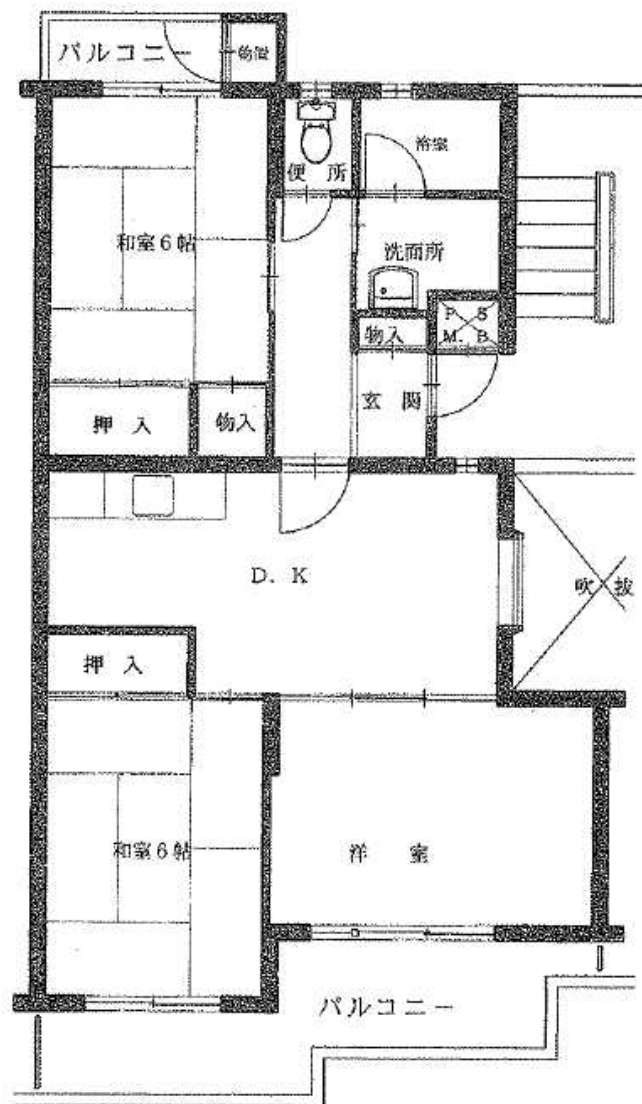 バルコニー
物置
便所
浴室
和室6帖
洗面所
物入
P. S
M. B
玄関
押入
物入
D. K
吹抜
押入
和室6帖
洋室
バルコニー